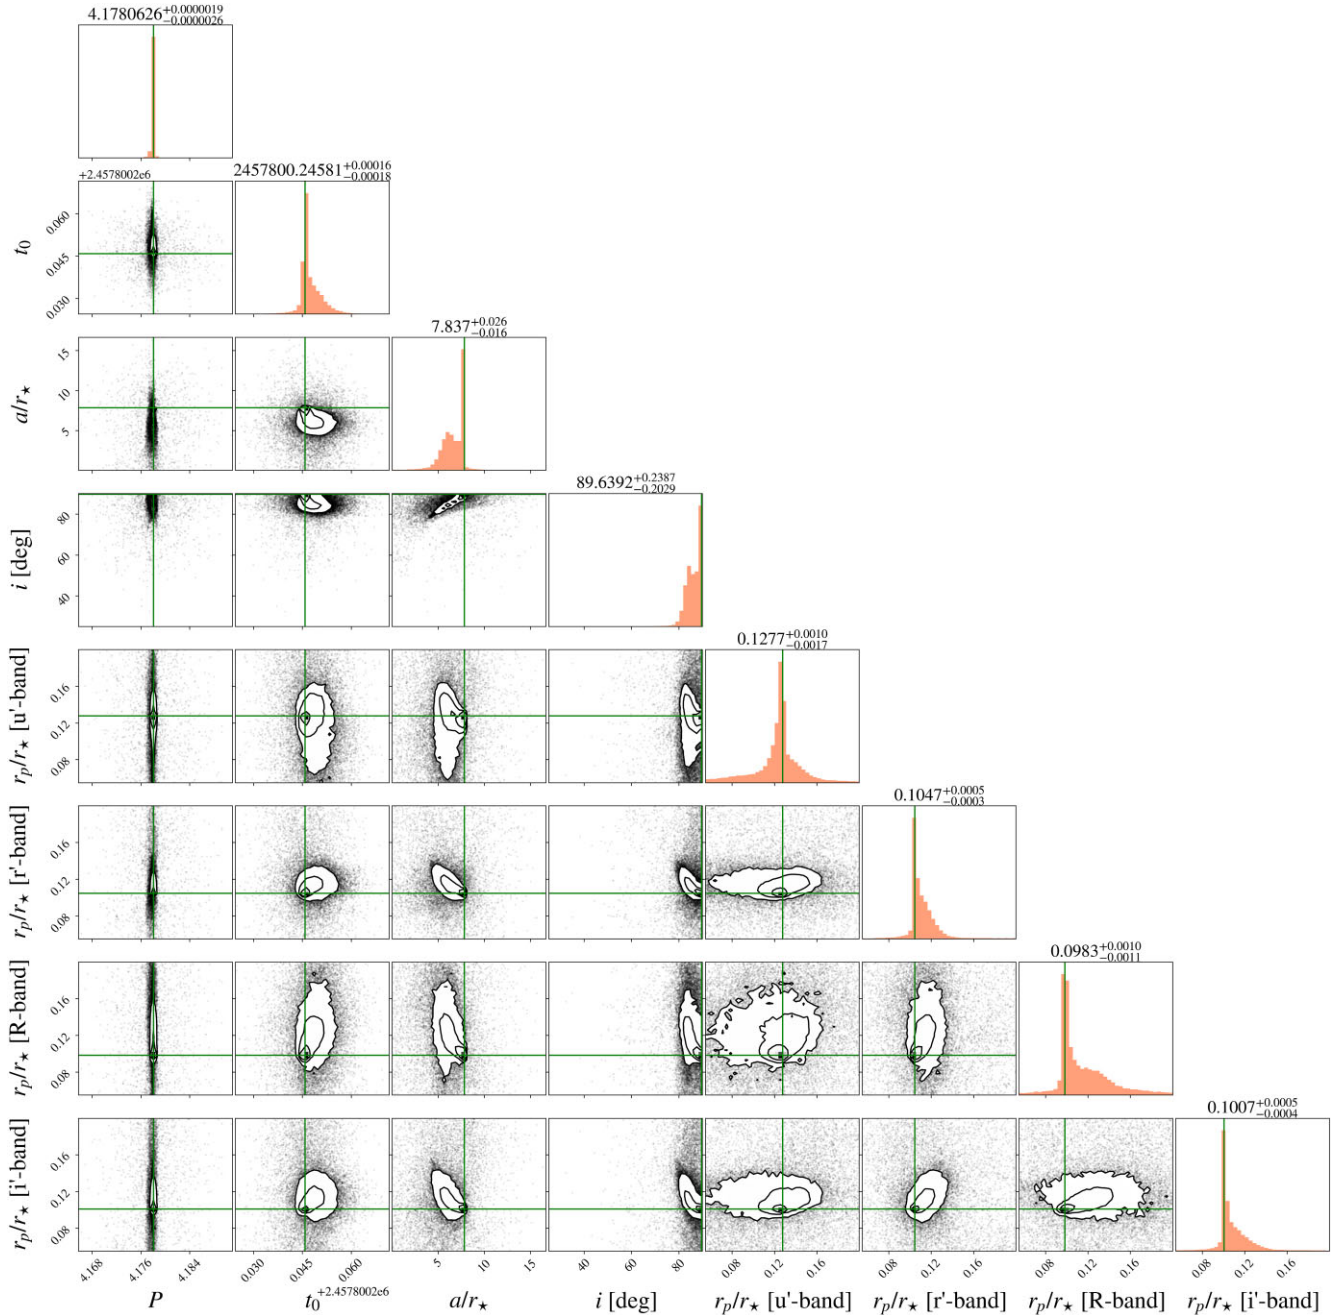 4.1780626+0.0000019 −0.0000026
+2.4578002e6
2457800.24581+0.00016 −0.00018
0.060
0.045
0.030
t0
7.837+0.026 −0.016
15
10
5
a/r★
89.6392+0.2387 −0.2029
80
60
40
i [deg]
0.1277+0.0010 −0.0017
0.16
0.12
0.08
rp/r★ [u'-band]
0.1047+0.0005 −0.0003
0.16
0.12
0.08
rp/r★ [r'-band]
0.0983+0.0010 −0.0011
0.16
0.12
0.08
rp/r★ [R-band]
0.1007+0.0005 −0.0004
0.16
0.12
0.08
rp/r★ [i'-band]
4.168 4.176 4.184 0.030 0.045 0.060 5 10 15 40 60 80 0.08 0.12 0.16 0.08 0.12 0.16 0.08 0.12 0.16 0.08 0.12 0.16
+2.4578002e6
P t0 a/r★ i [deg] rp/r★ [u'-band] rp/r★ [r'-band] rp/r★ [R-band] rp/r★ [i'-band]